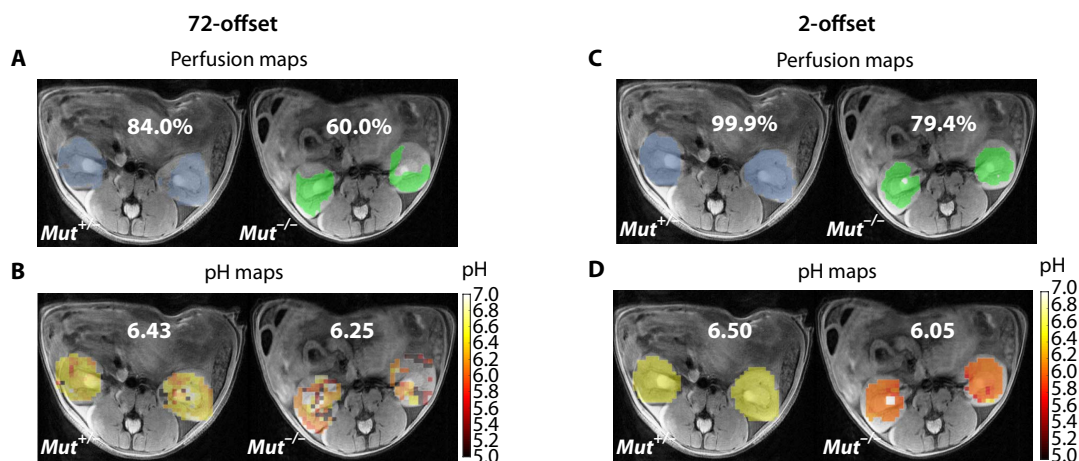 72-offset
2-offset
A
Perfusion maps
84.0%
60.0%
Mut+/–
Mut–/–
C
Perfusion maps
99.9%
79.4%
Mut+/–
Mut–/–
B
pH maps
pH
6.43
6.25
Mut+/–
Mut–/–
7.0
6.8
6.6
6.4
6.2
6.0
5.8
5.6
5.4
5.2
5.0
D
pH maps
pH
6.50
6.05
Mut+/–
Mut–/–
7.0
6.8
6.6
6.4
6.2
6.0
5.8
5.6
5.4
5.2
5.0